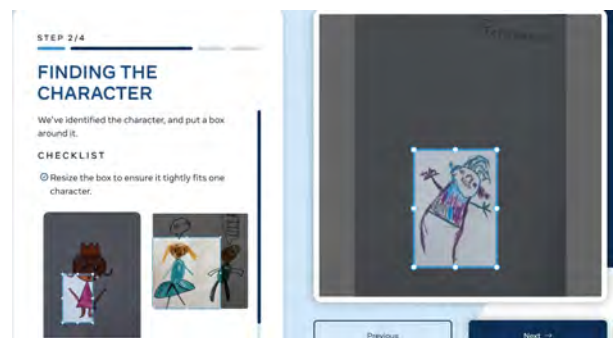 STEP 2/4
FINDING THE
CHARACTER
We've identified the character, and put a box
around it.
CHECKLIST
Resize the box to ensure it tightly fits one
character.
Previous
Next →